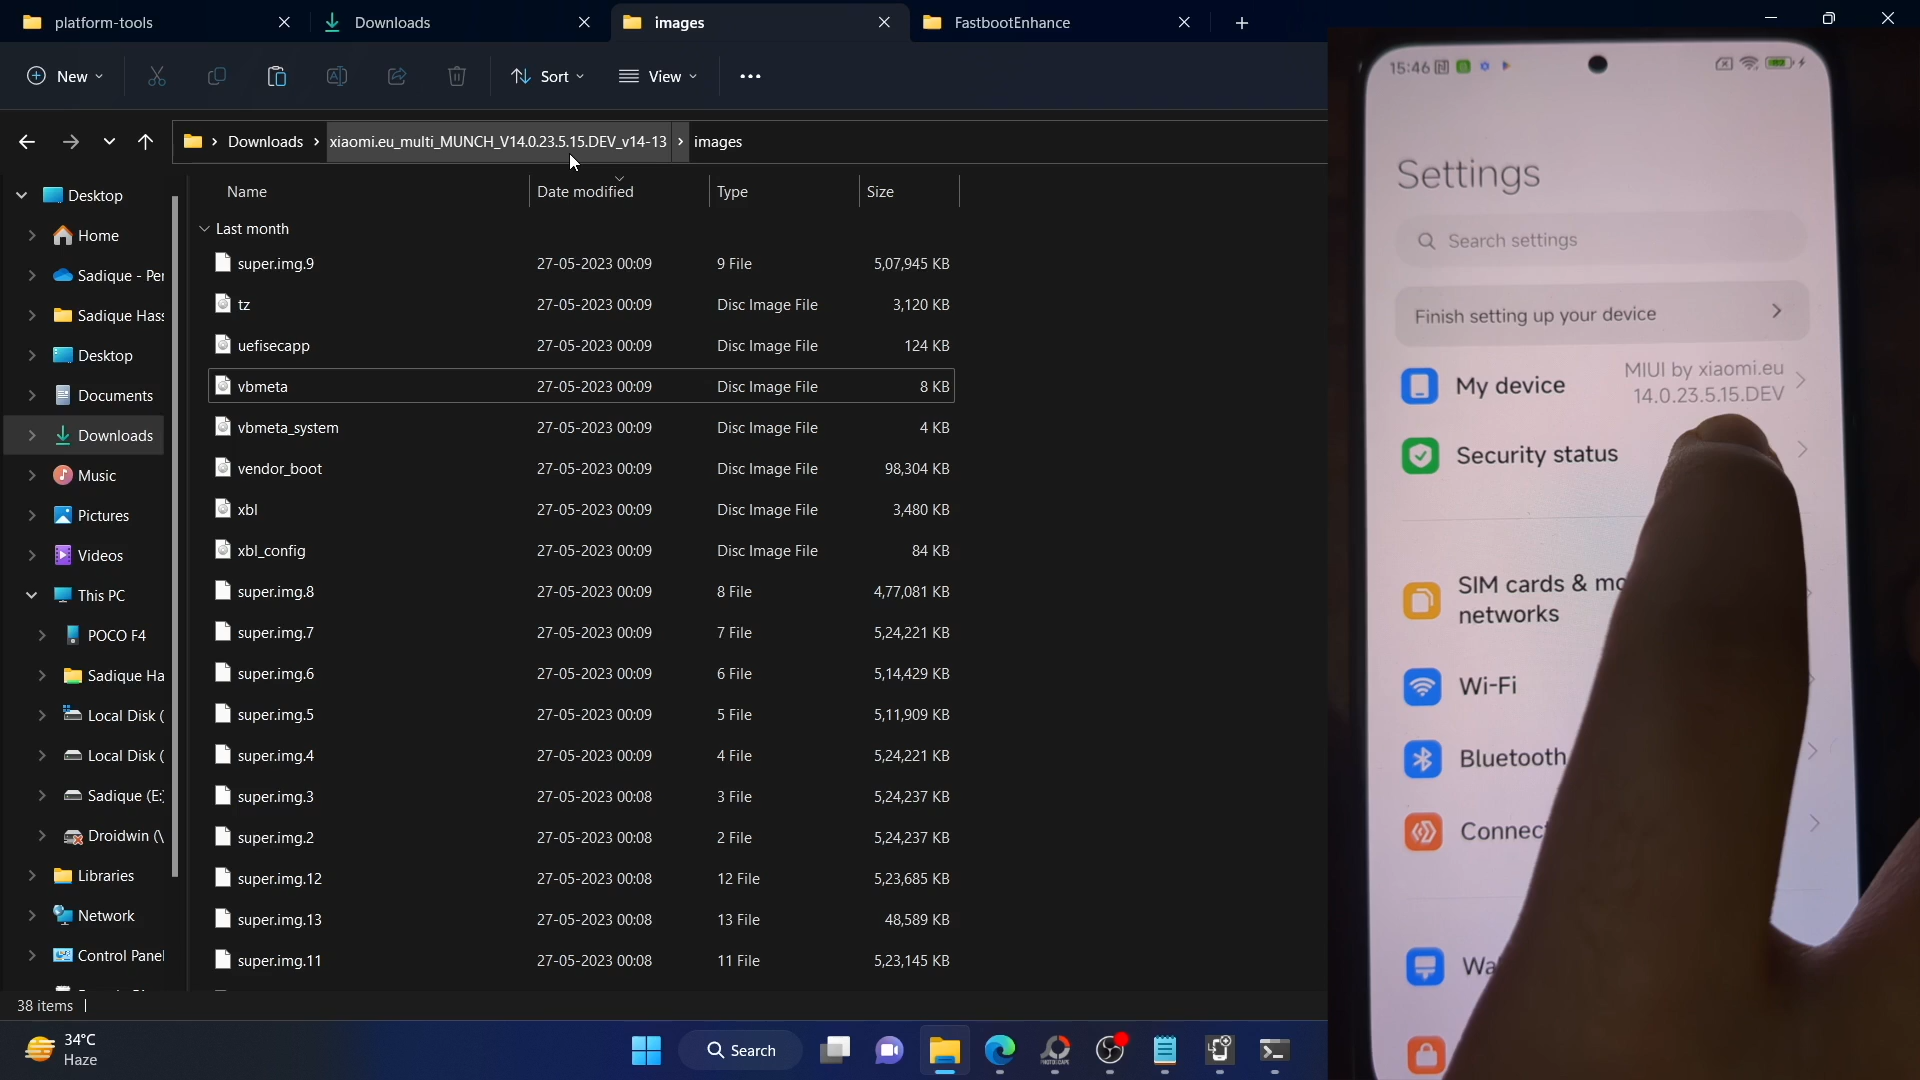 platform-tools
Downloads
images
FastbootEnhance
New
Sort
View
Downloads
xiaomi.eu_multi_MUNCH_V14.0.23.5.15.DEV_v14-13
images
Name
Date modified
Type
Size
Last month
super.img.9 27-05-2023 00:09 9 File 5,07,945 KB
tz 27-05-2023 00:09 Disc Image File 3,120 KB
uefisecapp 27-05-2023 00:09 Disc Image File 124 KB
vbmeta 27-05-2023 00:09 Disc Image File 8 KB
vbmeta_system 27-05-2023 00:09 Disc Image File 4 KB
vendor_boot 27-05-2023 00:09 Disc Image File 98,304 KB
xbl 27-05-2023 00:09 Disc Image File 3,480 KB
xbl_config 27-05-2023 00:09 Disc Image File 84 KB
super.img.8 27-05-2023 00:09 8 File 4,77,081 KB
super.img.7 27-05-2023 00:09 7 File 5,24,221 KB
super.img.6 27-05-2023 00:09 6 File 5,14,429 KB
super.img.5 27-05-2023 00:09 5 File 5,11,909 KB
super.img.4 27-05-2023 00:09 4 File 5,24,221 KB
super.img.3 27-05-2023 00:08 3 File 5,24,237 KB
super.img.2 27-05-2023 00:08 2 File 5,24,237 KB
super.img.12 27-05-2023 00:08 12 File 5,23,685 KB
super.img.13 27-05-2023 00:08 13 File 48,589 KB
super.img.11 27-05-2023 00:08 11 File 5,23,145 KB
Desktop
Home
Sadique - Per
Sadique Hass
Desktop
Documents
Downloads
Music
Pictures
Videos
This PC
POCO F4
Sadique Ha
Local Disk (
Local Disk (
Sadique (E:)
Droidwin (\
Libraries
Network
Control Panel
38 items
34°C
Haze
Search
15:46
Settings
Search settings
Finish setting up your device
My device
MIUI by xiaomi.eu
14.0.23.5.15.DEV
Security status
SIM cards & mo
networks
Wi-Fi
Bluetooth
Connec
Wa